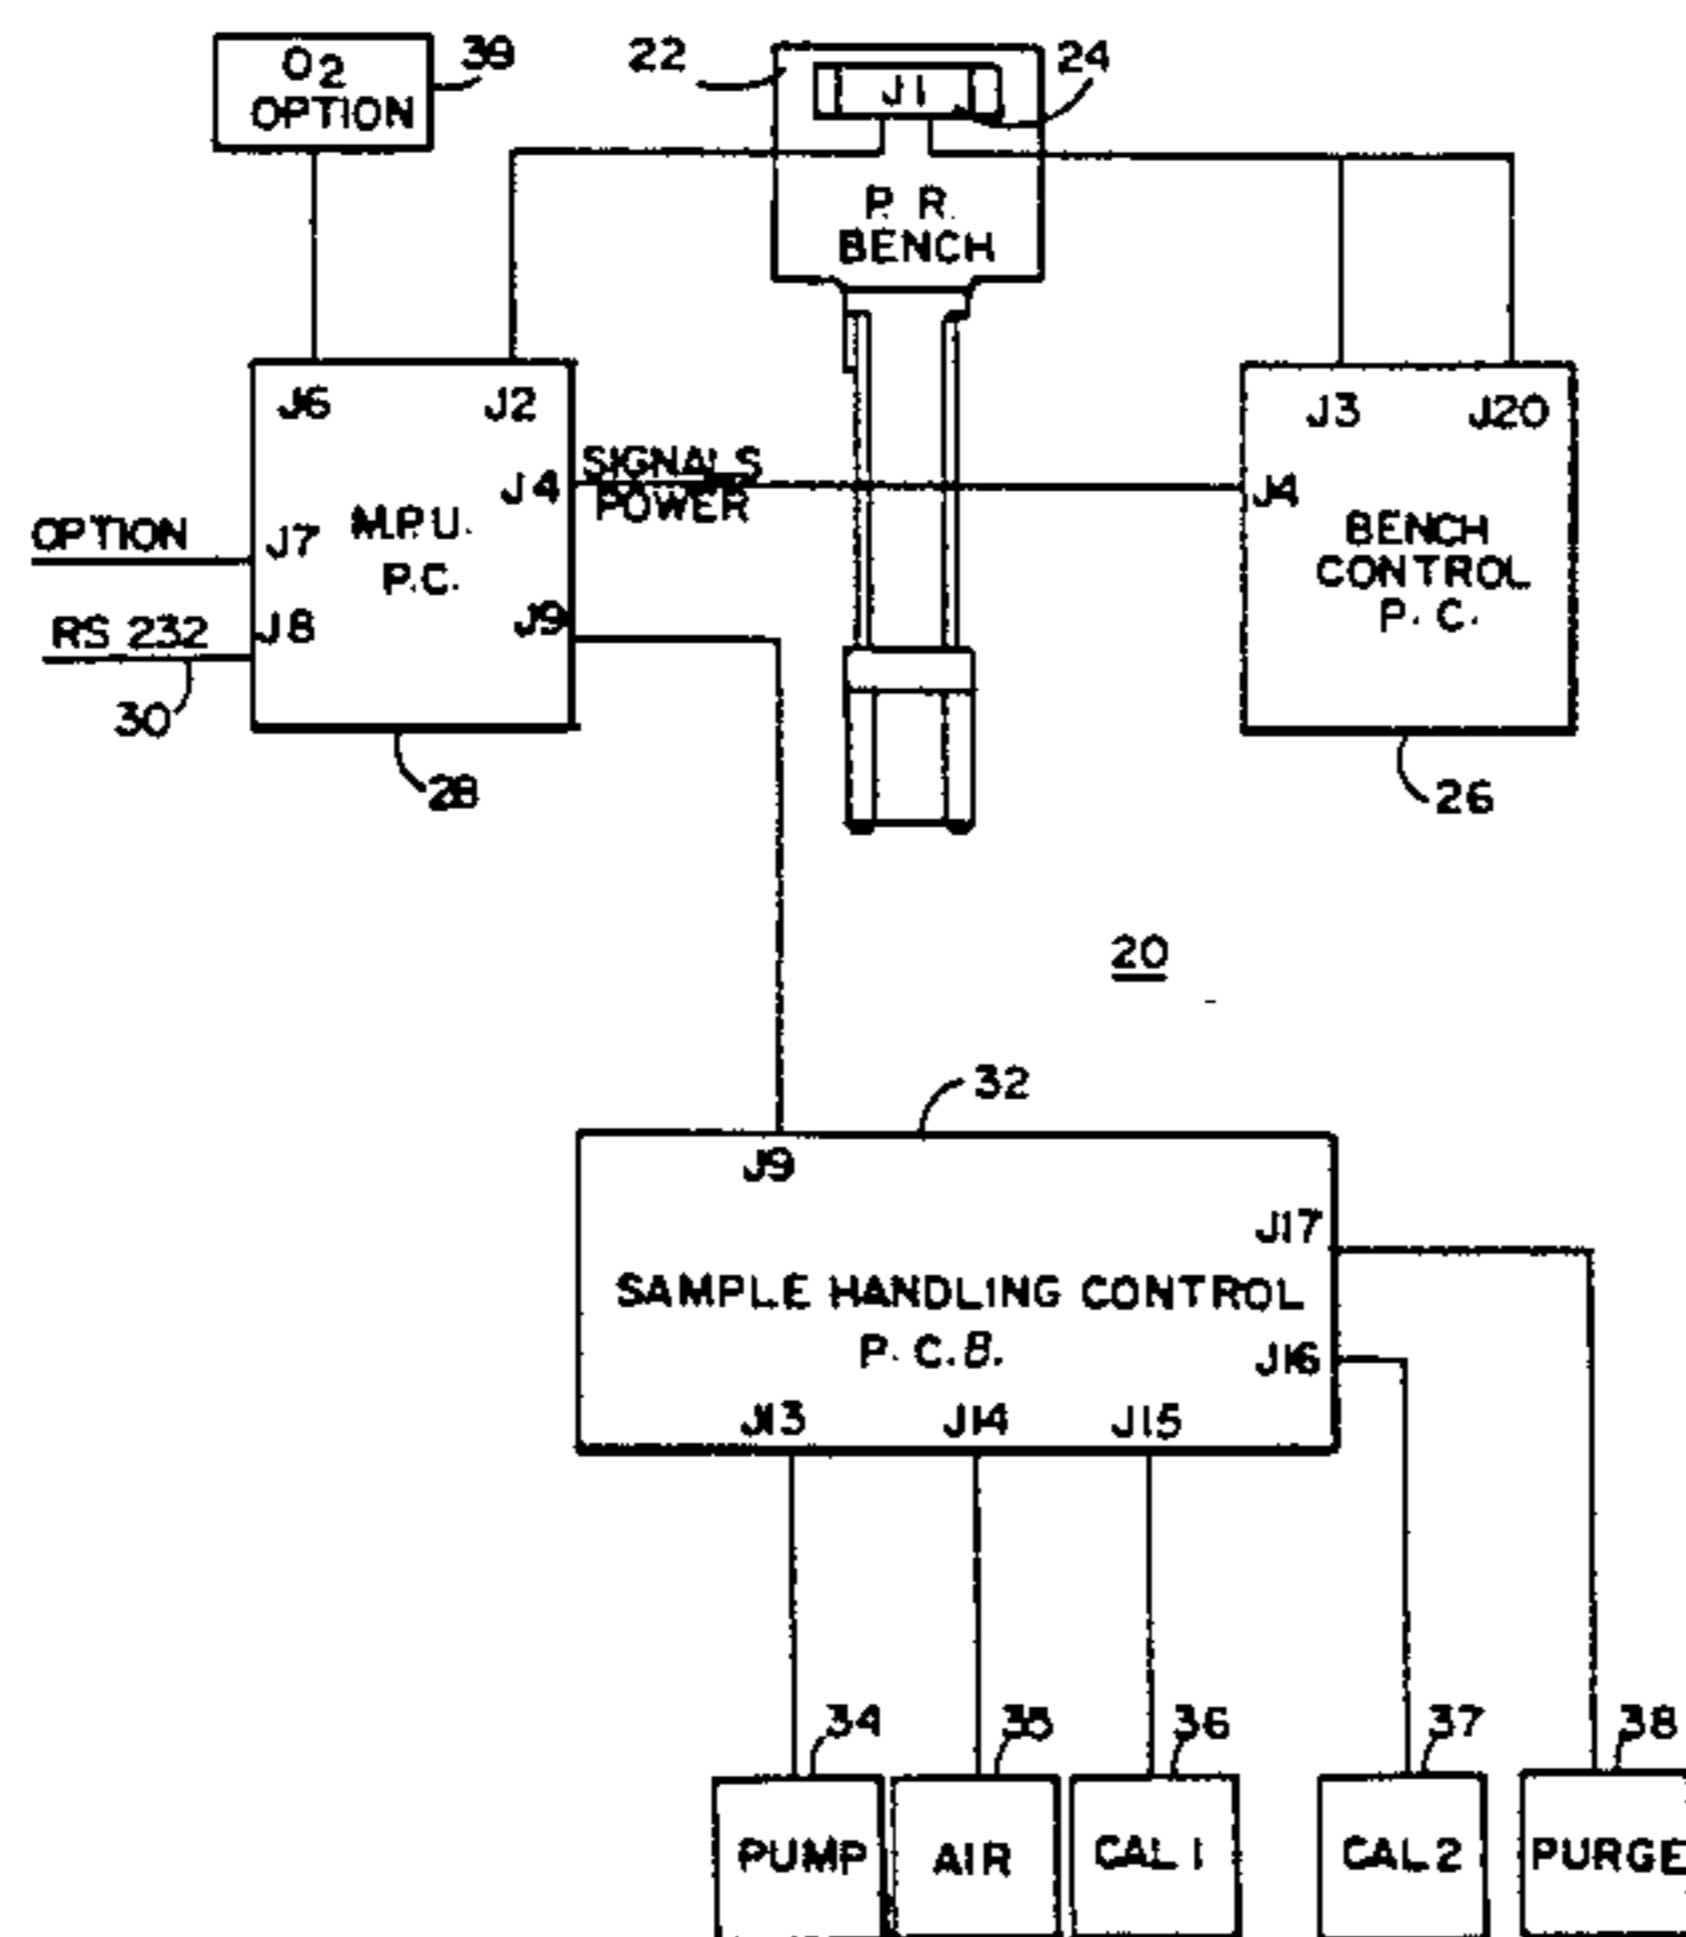 O2
OPTION
39
22
J1
24
P. R.
BENCH
J6
J2
J4
SIGNALS
POWER
M.P.U.
P.C.
OPTION
J7
RS 232
J8
J9
30
28
J3
J20
J4
BENCH
CONTROL
P. C.
26
20
32
J9
J17
SAMPLE HANDLING CONTROL
P. C. B.
J16
J13
J14
J15
34
35
36
37
38
PUMP
AIR
CAL 1
CAL 2
PURGE